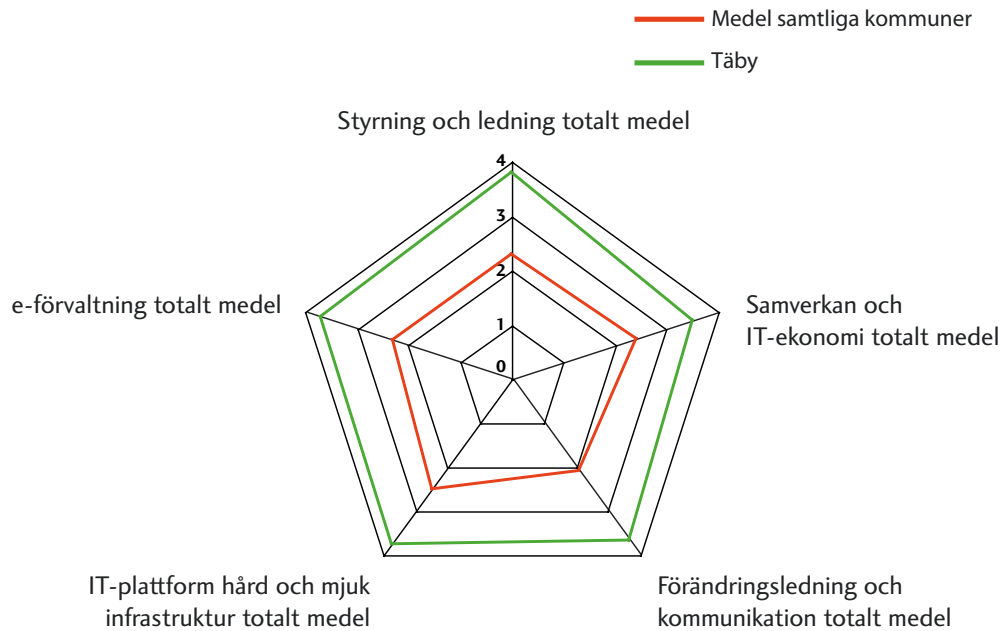 Medel samtliga kommuner
Täby
Styrning och ledning totalt medel
4
3
2
1
0
e-förvaltning totalt medel
Samverkan och
IT-ekonomi totalt medel
IT-plattform hård och mjuk
infrastruktur totalt medel
Förändringsledning och
kommunikation totalt medel